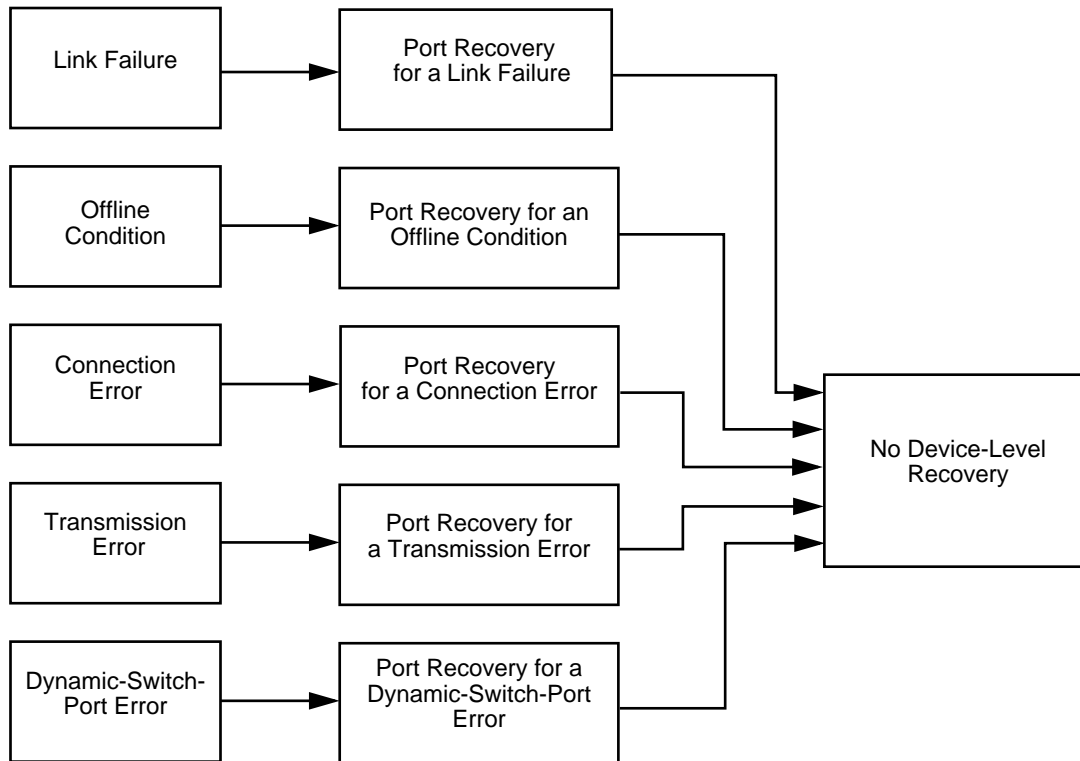 Link Failure
Port Recovery
for a Link Failure
Offline
Condition
Port Recovery for an
Offline Condition
Connection
Error
Port Recovery
for a Connection Error
No Device-Level
Recovery
Transmission
Error
Port Recovery for
a Transmission Error
Dynamic-Switch-
Port Error
Port Recovery for a
Dynamic-Switch-Port
Error